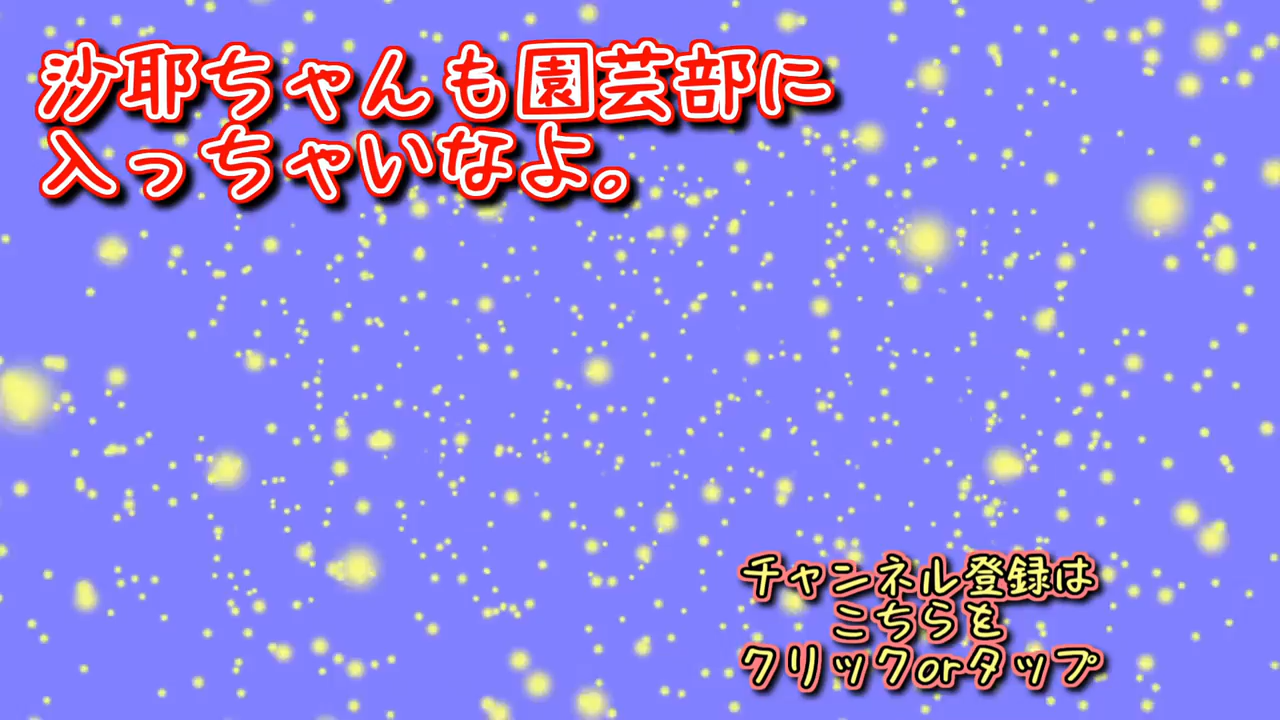 沙耶ちゃんも園芸部に
入っちゃいなよ。
チャンネル登録は
こちらを
クリックorタップ